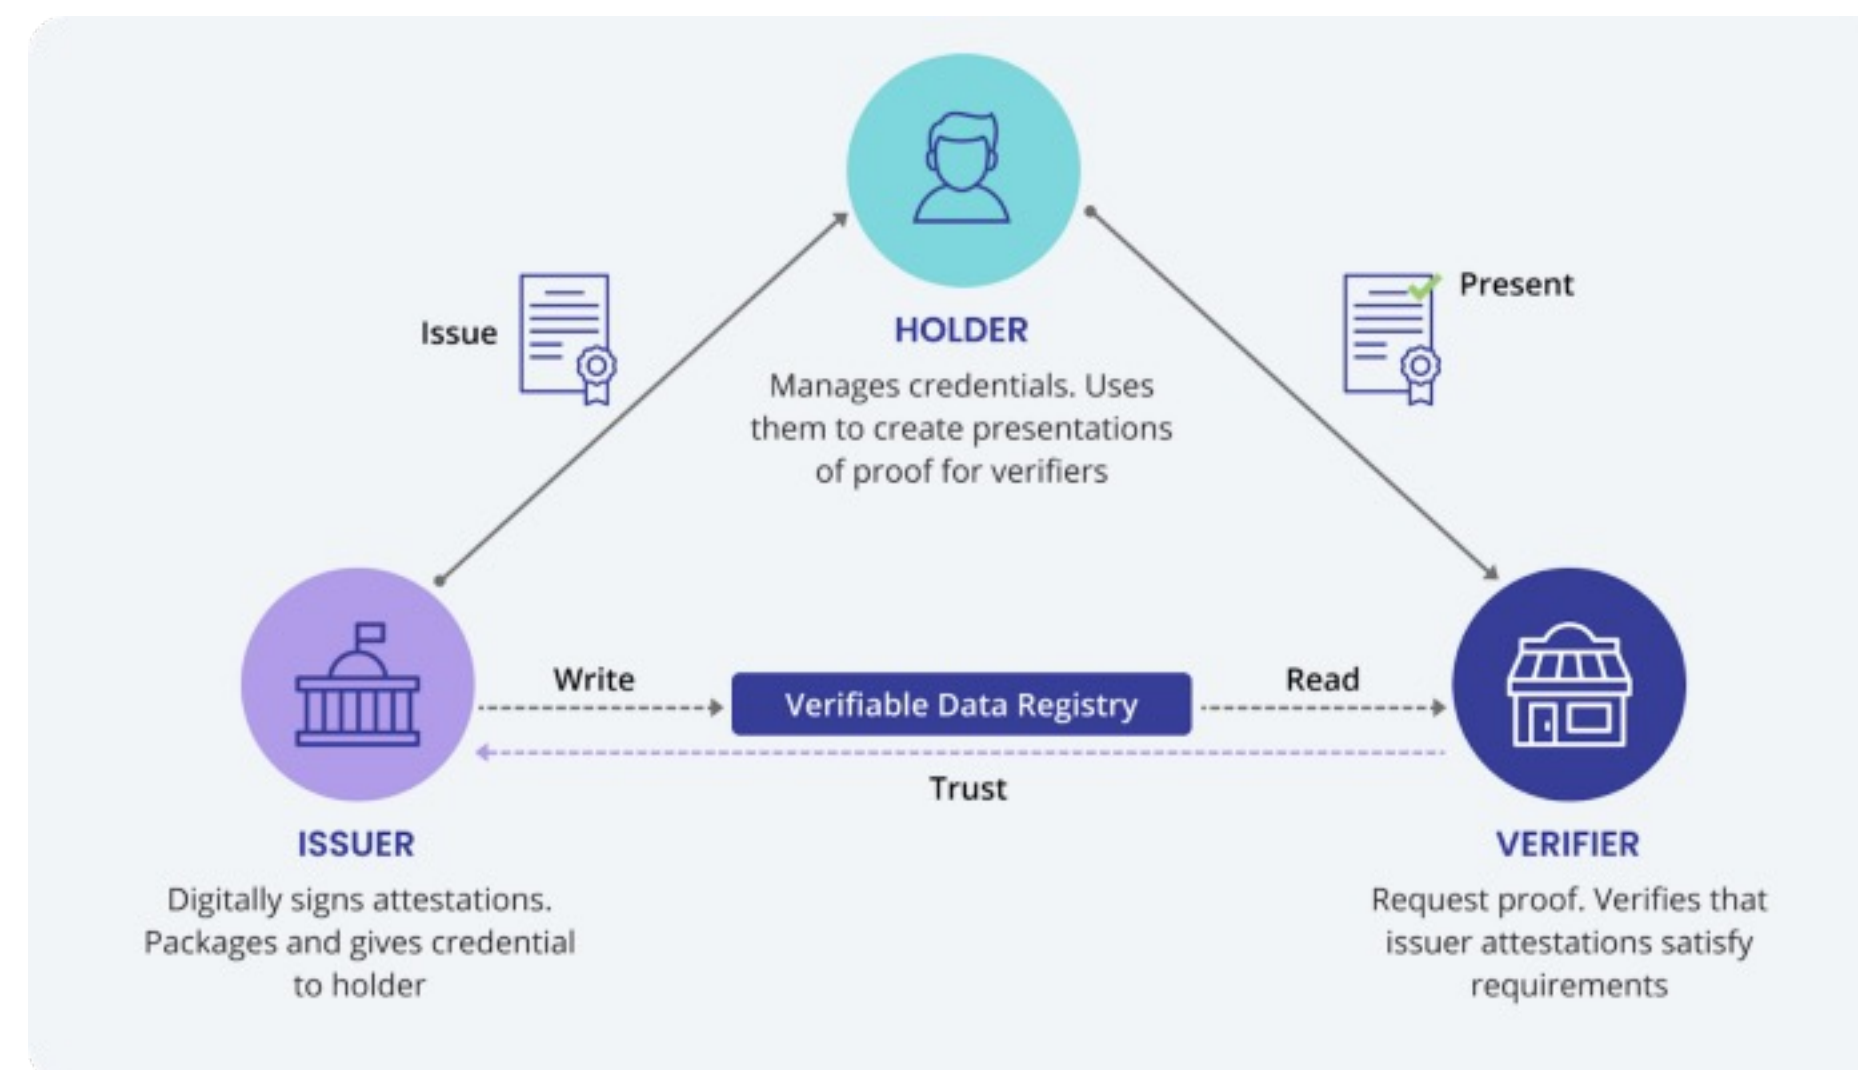 Present
Issue
HOLDER
Manages credentials. Uses
them to create presentations
of proof for verifiers
Write
Verifiable Data Registry
Read
Trust
ISSUER
Digitally signs attestations.
Packages and gives credential
to holder
VERIFIER
Request proof. Verifies that
issuer attestations satisfy
requirements